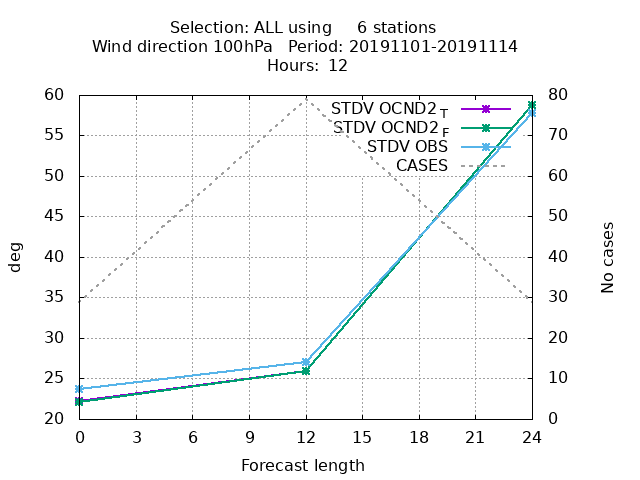 Selection: ALL using     6 stations
Wind direction 100hPa   Period: 20191101-20191114
Hours: 12
60 80
STDV OCND2 T
STDV OCND2 F
55 70
STDV OBS
CASES
50 60
45 50
40 40
35 30
30 20
25 10
20 0
deg
No cases
0 3 6 9 12 15 18 21 24
Forecast length